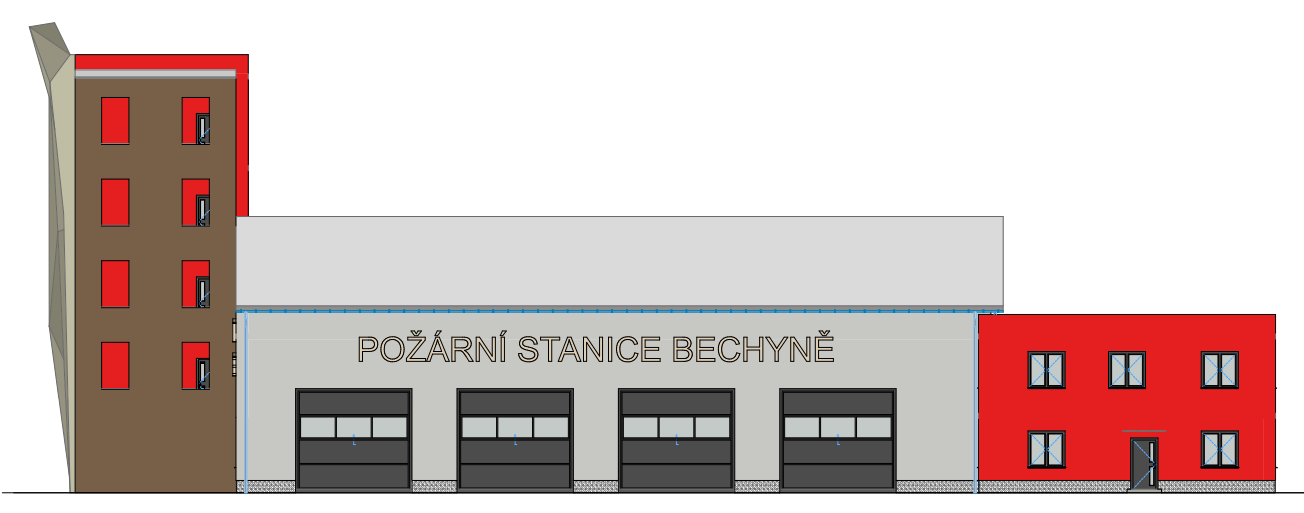 POŽÁRNÍ STANICE BECHYNĚ